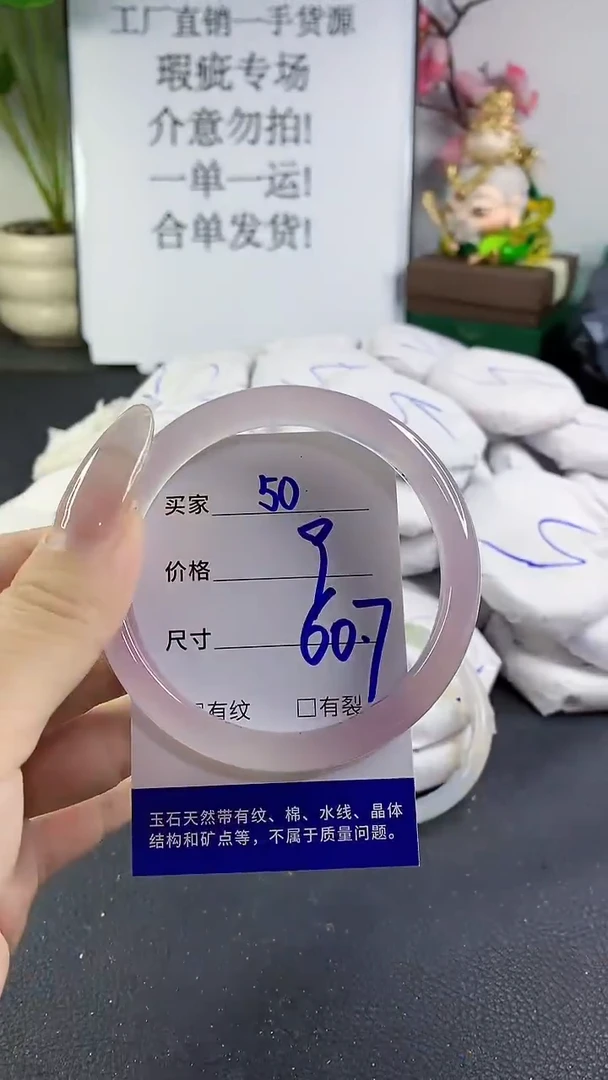 工厂直销一手货源
瑕疵专场
介意勿拍!
一单一运!
合单发货!
买家 50
价格
尺寸 60.7
□有纹 □有裂
玉石天然带有纹、棉、水线、晶体
结构和矿点等，不属于质量问题。